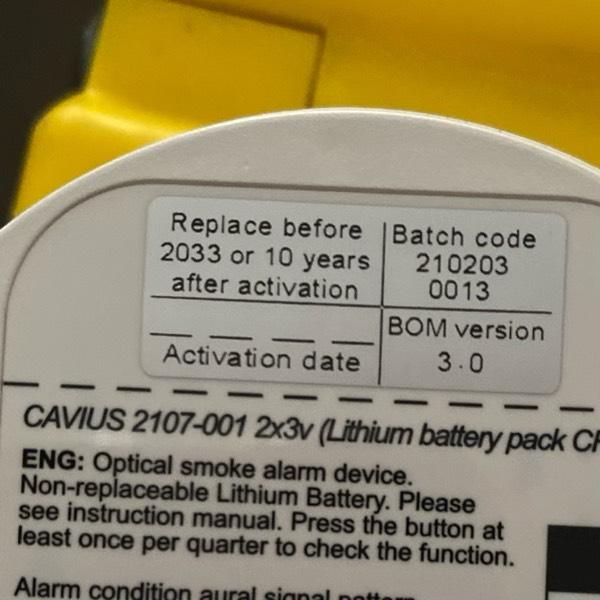 Replace before
2033 or 10 years
after activation
Batch code
210203
0013
Activation date
BOM version
3.0
CAVIUS 2107-001 2x3v (Lithium battery pack
ENG: Optical smoke alarm device.
Non-replaceable Lithium Battery. Please
see instruction manual. Press the button at
least once per quarter to check the function.
Alarm condition aural signal pattern